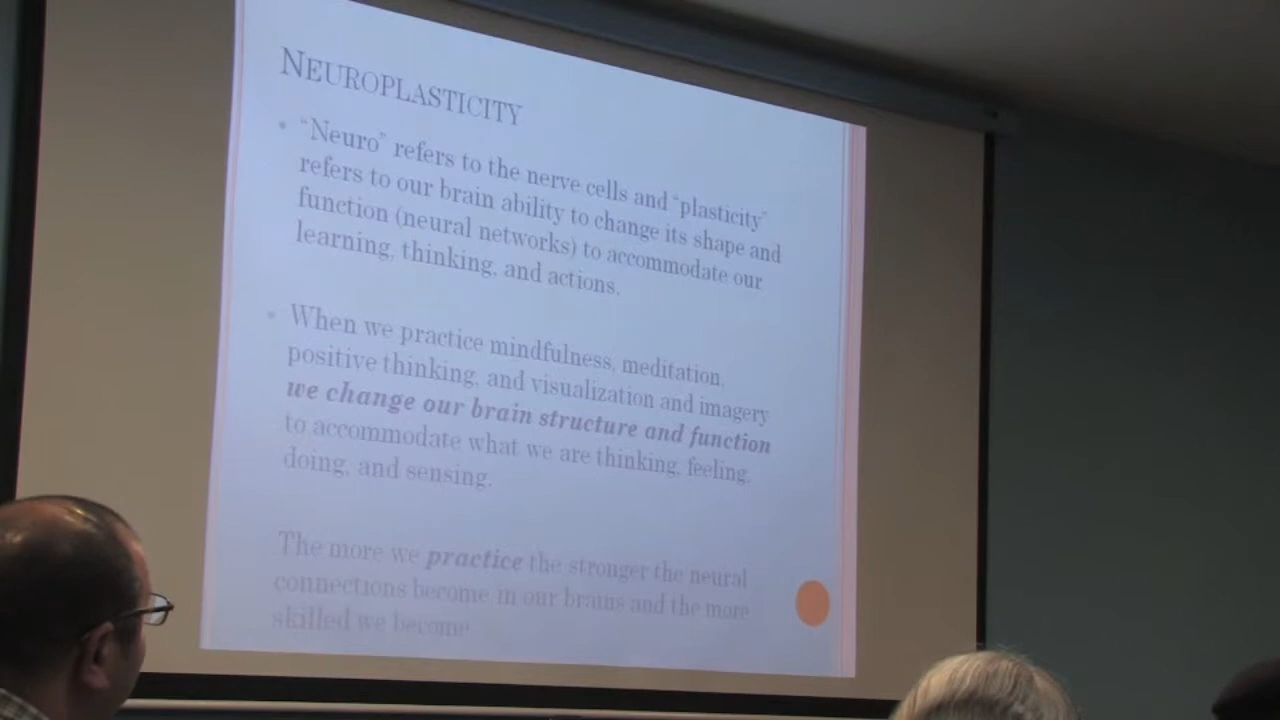 NEUROPLASTICITY
• "Neuro" refers to the nerve cells and "plasticity"
refers to our brain ability to change its shape and
function (neural networks) to accommodate our
learning, thinking, and actions.
• When we practice mindfulness, meditation,
positive thinking, and visualization and imagery
we change our brain structure and function
to accommodate what we are thinking, feeling,
doing, and sensing.
The more we practice the stronger the neural
connections become in our brains and the more
skilled we become